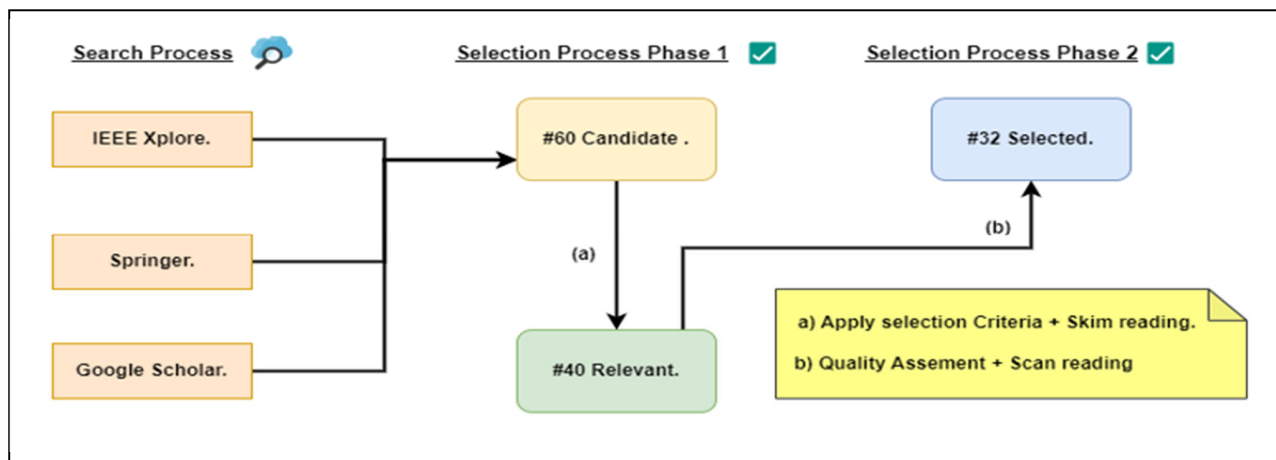 Search Process
Selection Process Phase 1
Selection Process Phase 2
IEEE Xplore.
Springer.
Google Scholar.
#60 Candidate .
(a)
#40 Relevant.
#32 Selected.
(b)
a) Apply selection Criteria + Skim reading.
b) Quality Assement + Scan reading